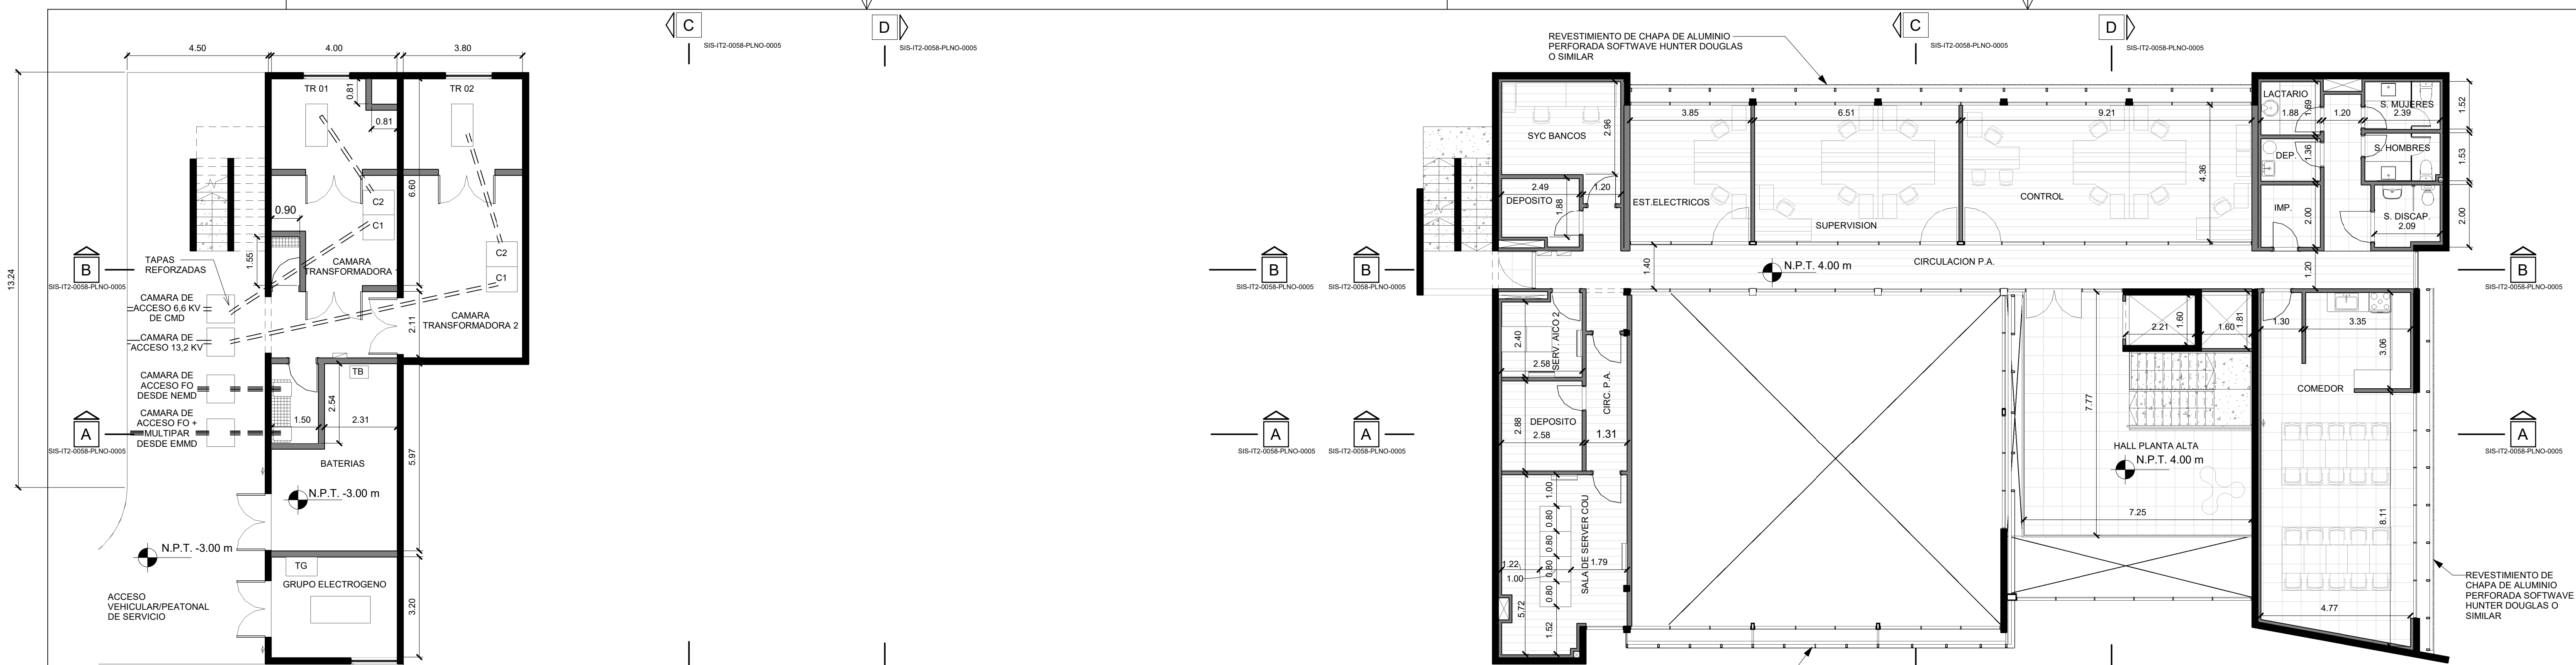 C
SIS-IT2-0058-PLNO-0005
D
SIS-IT2-0058-PLNO-0005
4.50
4.00
3.80
13.24
TR 01
0.81
0.81
TR 02
6.60
C2
C1
0.90
1.55
CAMARA
TRANSFORMADORA
C2
C1
TAPAS
REFORZADAS
B
SIS-IT2-0058-PLNO-0005
CAMARA DE
ACCESO 6,6 KV
DE CMD
CAMARA DE
ACCESO 13,2 KV
2.11
CAMARA
TRANSFORMADORA 2
CAMARA DE
ACCESO FO
DESDE NEMD
TB
2.54
1.50
2.31
CAMARA DE
ACCESO FO +
MULTIPAR
DESDE EMMD
A
SIS-IT2-0058-PLNO-0005
BATERIAS
5.97
N.P.T. -3.00 m
N.P.T. -3.00 m
TG
GRUPO ELECTROGENO
3.20
ACCESO
VEHICULAR/PEATONAL
DE SERVICIO
B
SIS-IT2-0058-PLNO-0005
A
SIS-IT2-0058-PLNO-0005
B
SIS-IT2-0058-PLNO-0005
A
SIS-IT2-0058-PLNO-0005
REVESTIMIENTO DE CHAPA DE ALUMINIO
PERFORADA SOFTWAVE HUNTER DOUGLAS
O SIMILAR
C
SIS-IT2-0058-PLNO-0005
D
SIS-IT2-0058-PLNO-0005
SYC BANCOS
2.96
3.85
6.51
9.21
2.49
1.20
DEPOSITO
1.88
EST.ELECTRICOS
SUPERVISION
CONTROL
4.36
LACTARIO
1.69
1.88
1.20
S. MUJERES
2.39
1.52
DEP.
1.36
S. HOMBRES
1.53
IMP.
2.00
S. DISCAP.
2.09
2.00
1.40
N.P.T. 4.00 m
CIRCULACION P.A.
1.20
B
SIS-IT2-0058-PLNO-0005
2.40
SERV. AICO 2
2.58
CIRC. P.A.
2.88
DEPOSITO
2.58
1.31
7.77
2.21
1.60
1.60
1.81
1.30
3.35
3.06
COMEDOR
HALL PLANTA ALTA
N.P.T. 4.00 m
A
SIS-IT2-0058-PLNO-0005
7.25
8.11
4.77
1.00
0.80
0.80
0.80
0.80
1.52
1.22
1.00
1.79
5.72
SALA DE SERVER COU
REVESTIMIENTO DE
CHAPA DE ALUMINIO
PERFORADA SOFTWAVE
HUNTER DOUGLAS O
SIMILAR